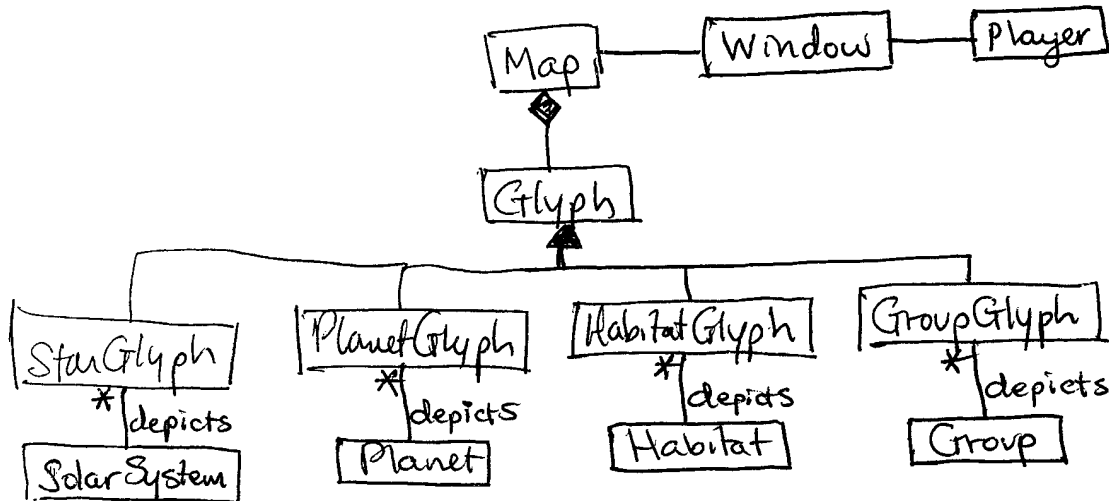 Map
Window
Player
Glyph
StarGlyph
PlanetGlyph
HabitatGlyph
GroupGlyph
*
*
*
*
depicts
depicts
depicts
depicts
SolarSystem
Planet
Habitat
Group